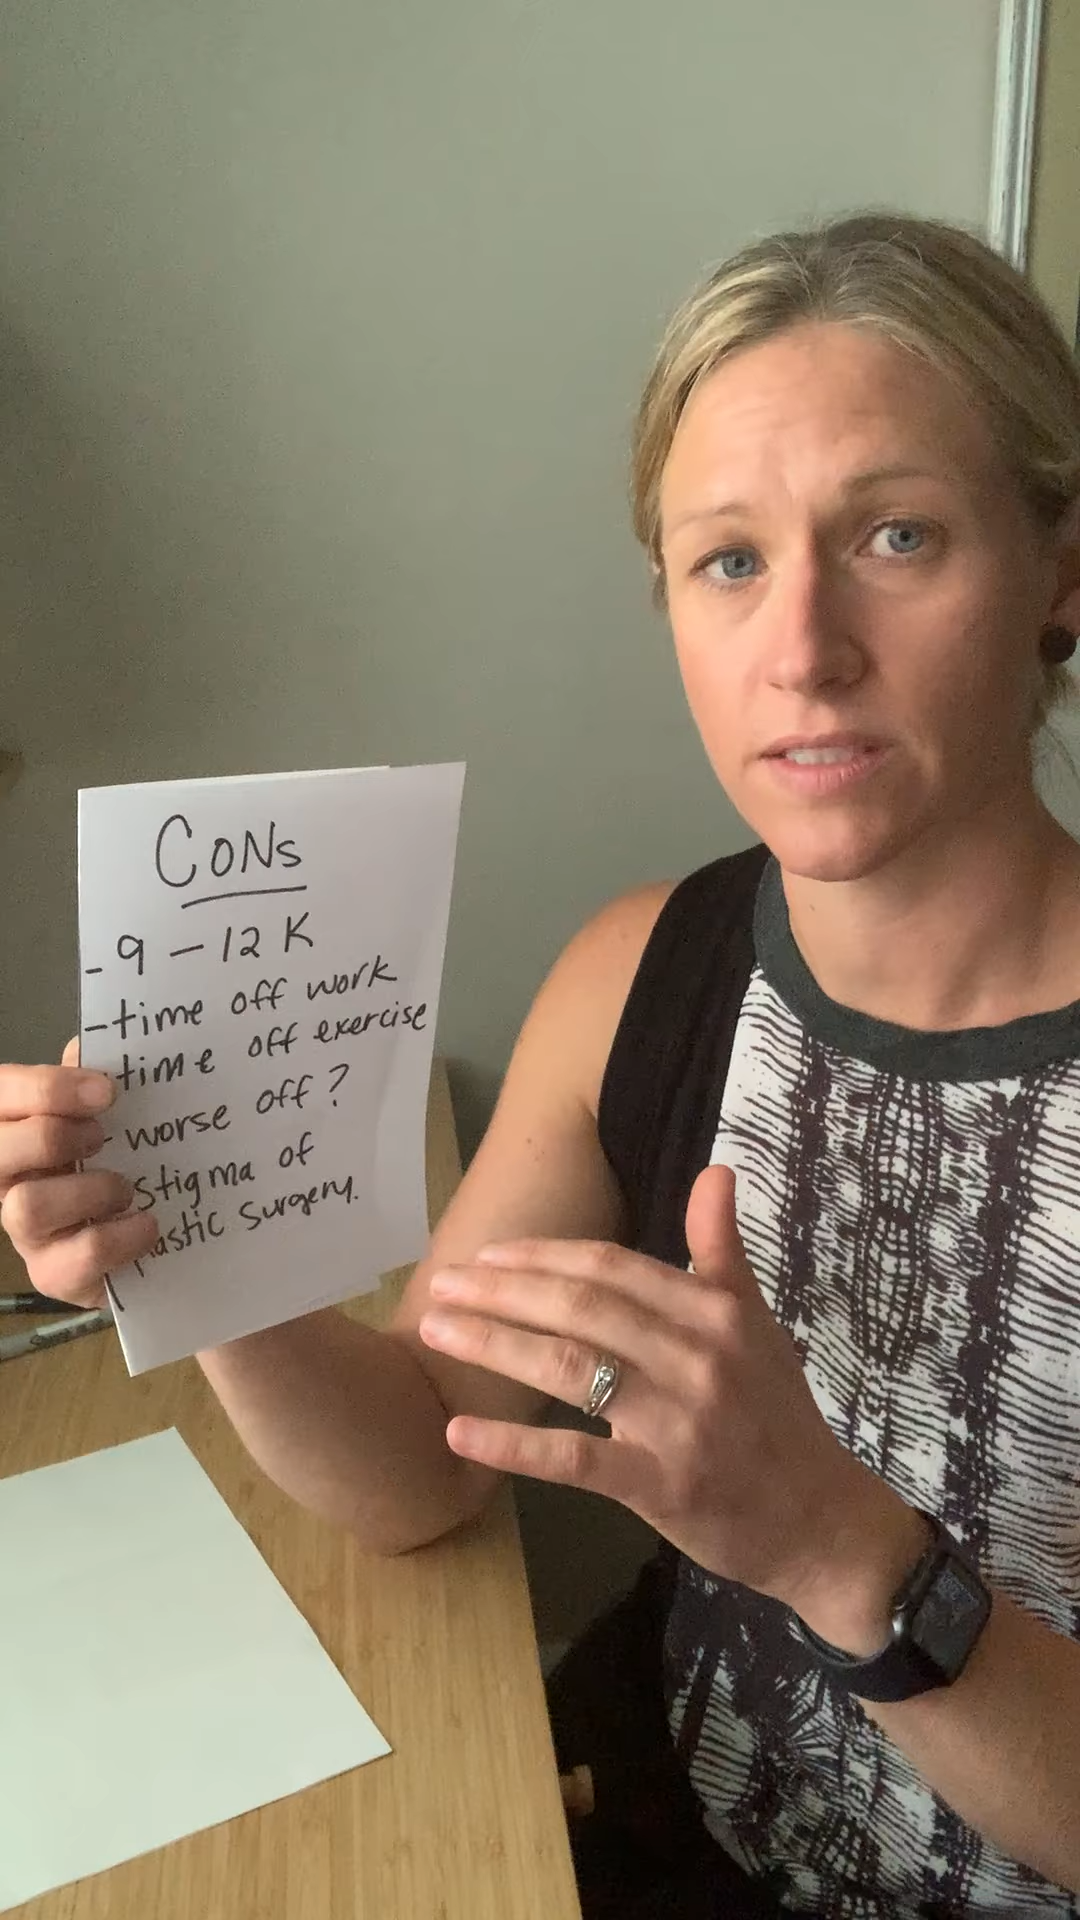 CONs
- 9 - 12 K
- time off work
- time off exercise
- worse off?
stigma of
plastic surgery.